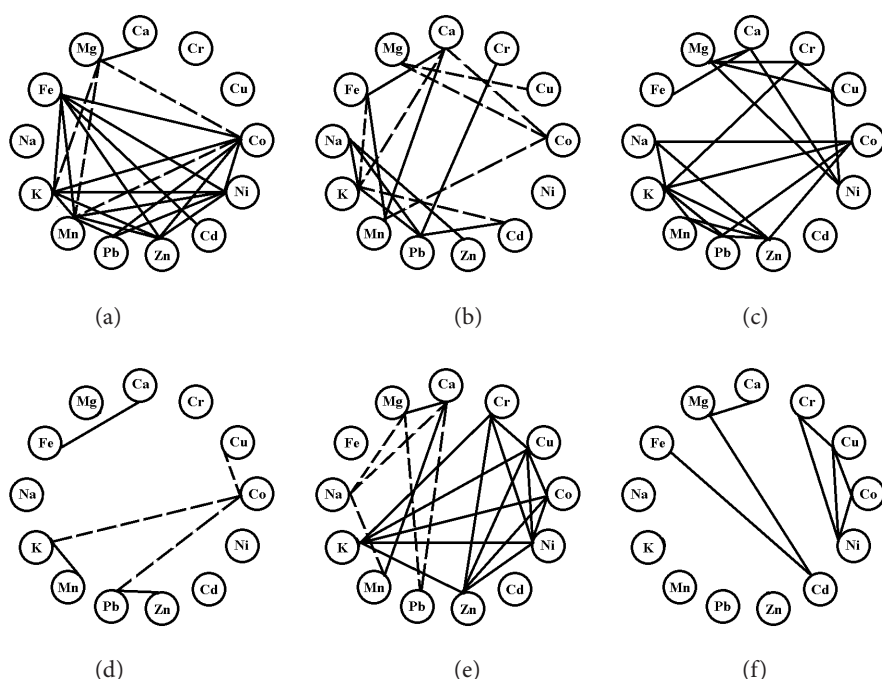 Ca
Mg Cr
Fe Cu
Na Co
K Ni
Mn Cd
Pb Zn
(a)
Ca
Mg Cr
Fe Cu
Na Co
K Ni
Mn Cd
Pb Zn
(b)
Ca
Mg Cr
Fe Cu
Na Co
K Ni
Mn Cd
Pb Zn
(c)
Ca
Mg Cr
Fe Cu
Na Co
K Ni
Mn Cd
Pb Zn
(d)
Ca
Mg Cr
Fe Cu
Na Co
K Ni
Mn Cd
Pb Zn
(e)
Ca
Mg Cr
Fe Cu
Na Co
K Ni
Mn Cd
Pb Zn
(f)